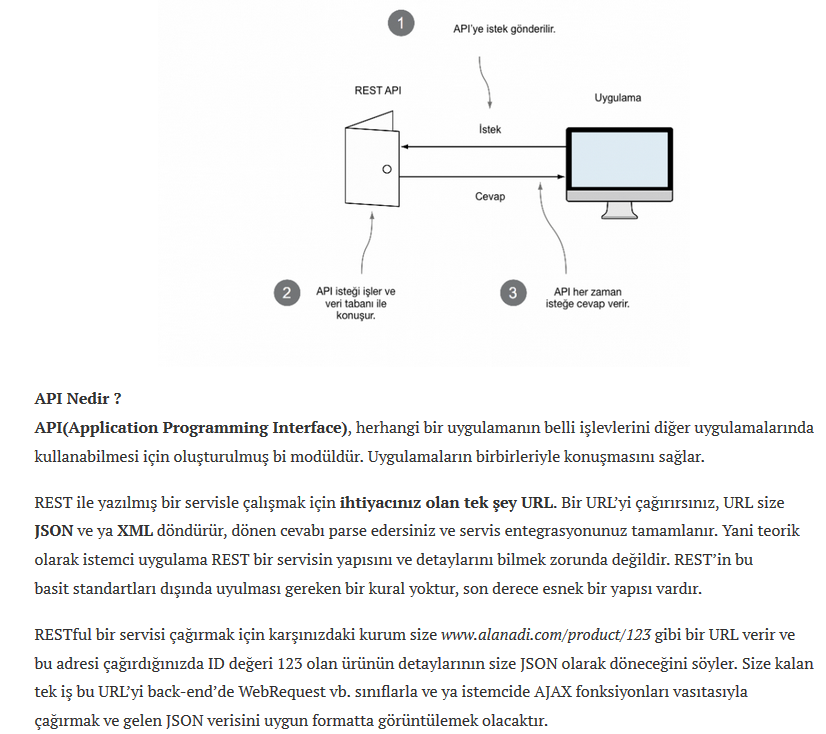 1
API'ye istek gönderilir.
REST API
Uygulama
İstek
Cevap
2
API isteği işler ve
veri tabanı ile
konuşur.
3
API her zaman
isteğe cevap verir.
API Nedir ?
API(Application Programming Interface), herhangi bir uygulamanın belli işlevlerini diğer uygulamalarında
kullanabilmesi için oluşturulmuş bi modüldür. Uygulamaların birbirleriyle konuşmasını sağlar.
REST ile yazılmış bir servisle çalışmak için ihtiyacınız olan tek şey URL. Bir URL'yi çağırırsınız, URL size
JSON ve ya XML döndürür, dönen cevabı parse edersiniz ve servis entegrasyonunuz tamamlanır. Yani teorik
olarak istemci uygulama REST bir servisin yapısını ve detaylarını bilmek zorunda değildir. REST'in bu
basit standartları dışında uyulması gereken bir kural yoktur, son derece esnek bir yapısı vardır.
RESTful bir servisi çağırmak için karşınızdaki kurum size www.alanadi.com/product/123 gibi bir URL verir ve
bu adresi çağırdığınızda ID değeri 123 olan ürünün detaylarının size JSON olarak döneceğini söyler. Size kalan
tek iş bu URL'yi back-end'de WebRequest vb. sınıflarla ve ya istemcide AJAX fonksiyonları vasıtasıyla
çağırmak ve gelen JSON verisini uygun formatta görüntülemek olacaktır.